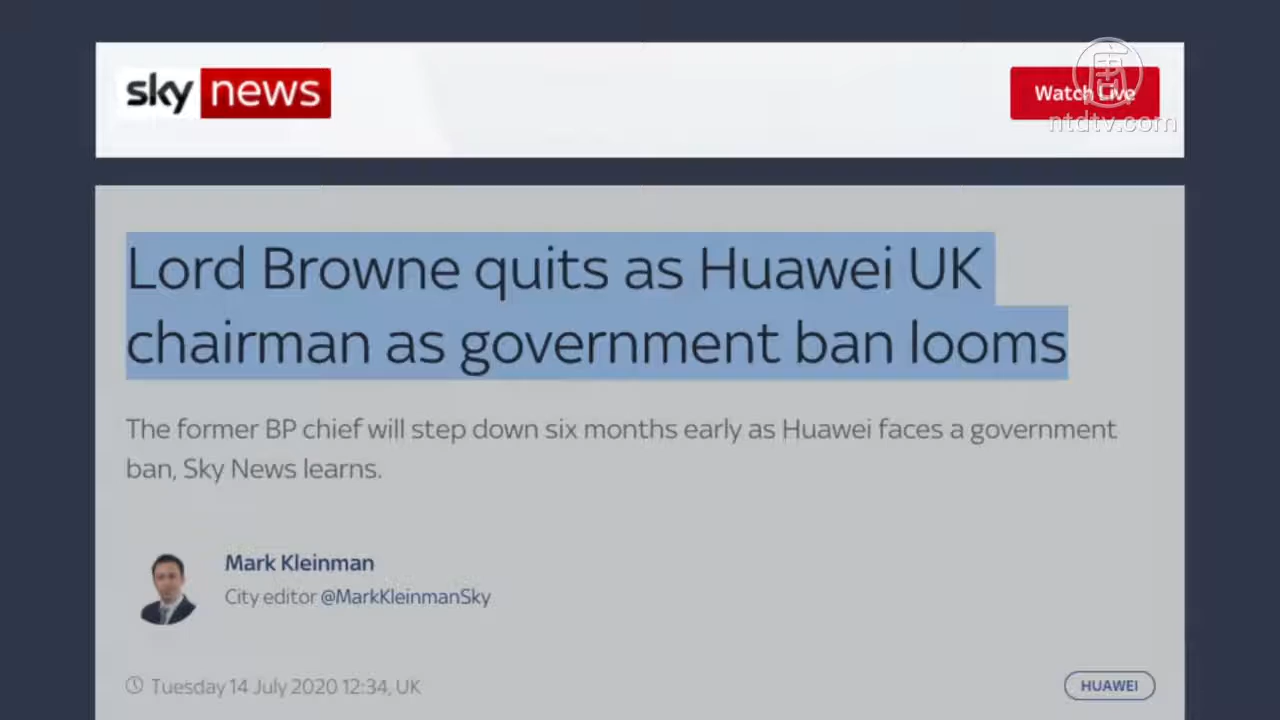 sky news
Watch Live
ntdtv.com
Lord Browne quits as Huawei UK
chairman as government ban looms
The former BP chief will step down six months early as Huawei faces a government
ban, Sky News learns.
Mark Kleinman
City editor @MarkKleinmanSky
Tuesday 14 July 2020 12:34, UK
HUAWEI